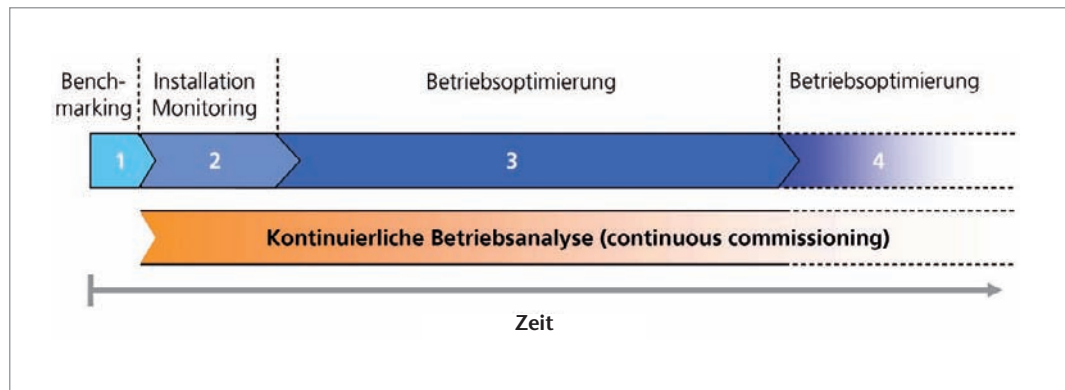 Bench-
marking
Installation
Monitoring
Betriebsoptimierung
Betriebsoptimierung
1
2
3
4
Kontinuierliche Betriebsanalyse (continuous commissioning)
Zeit